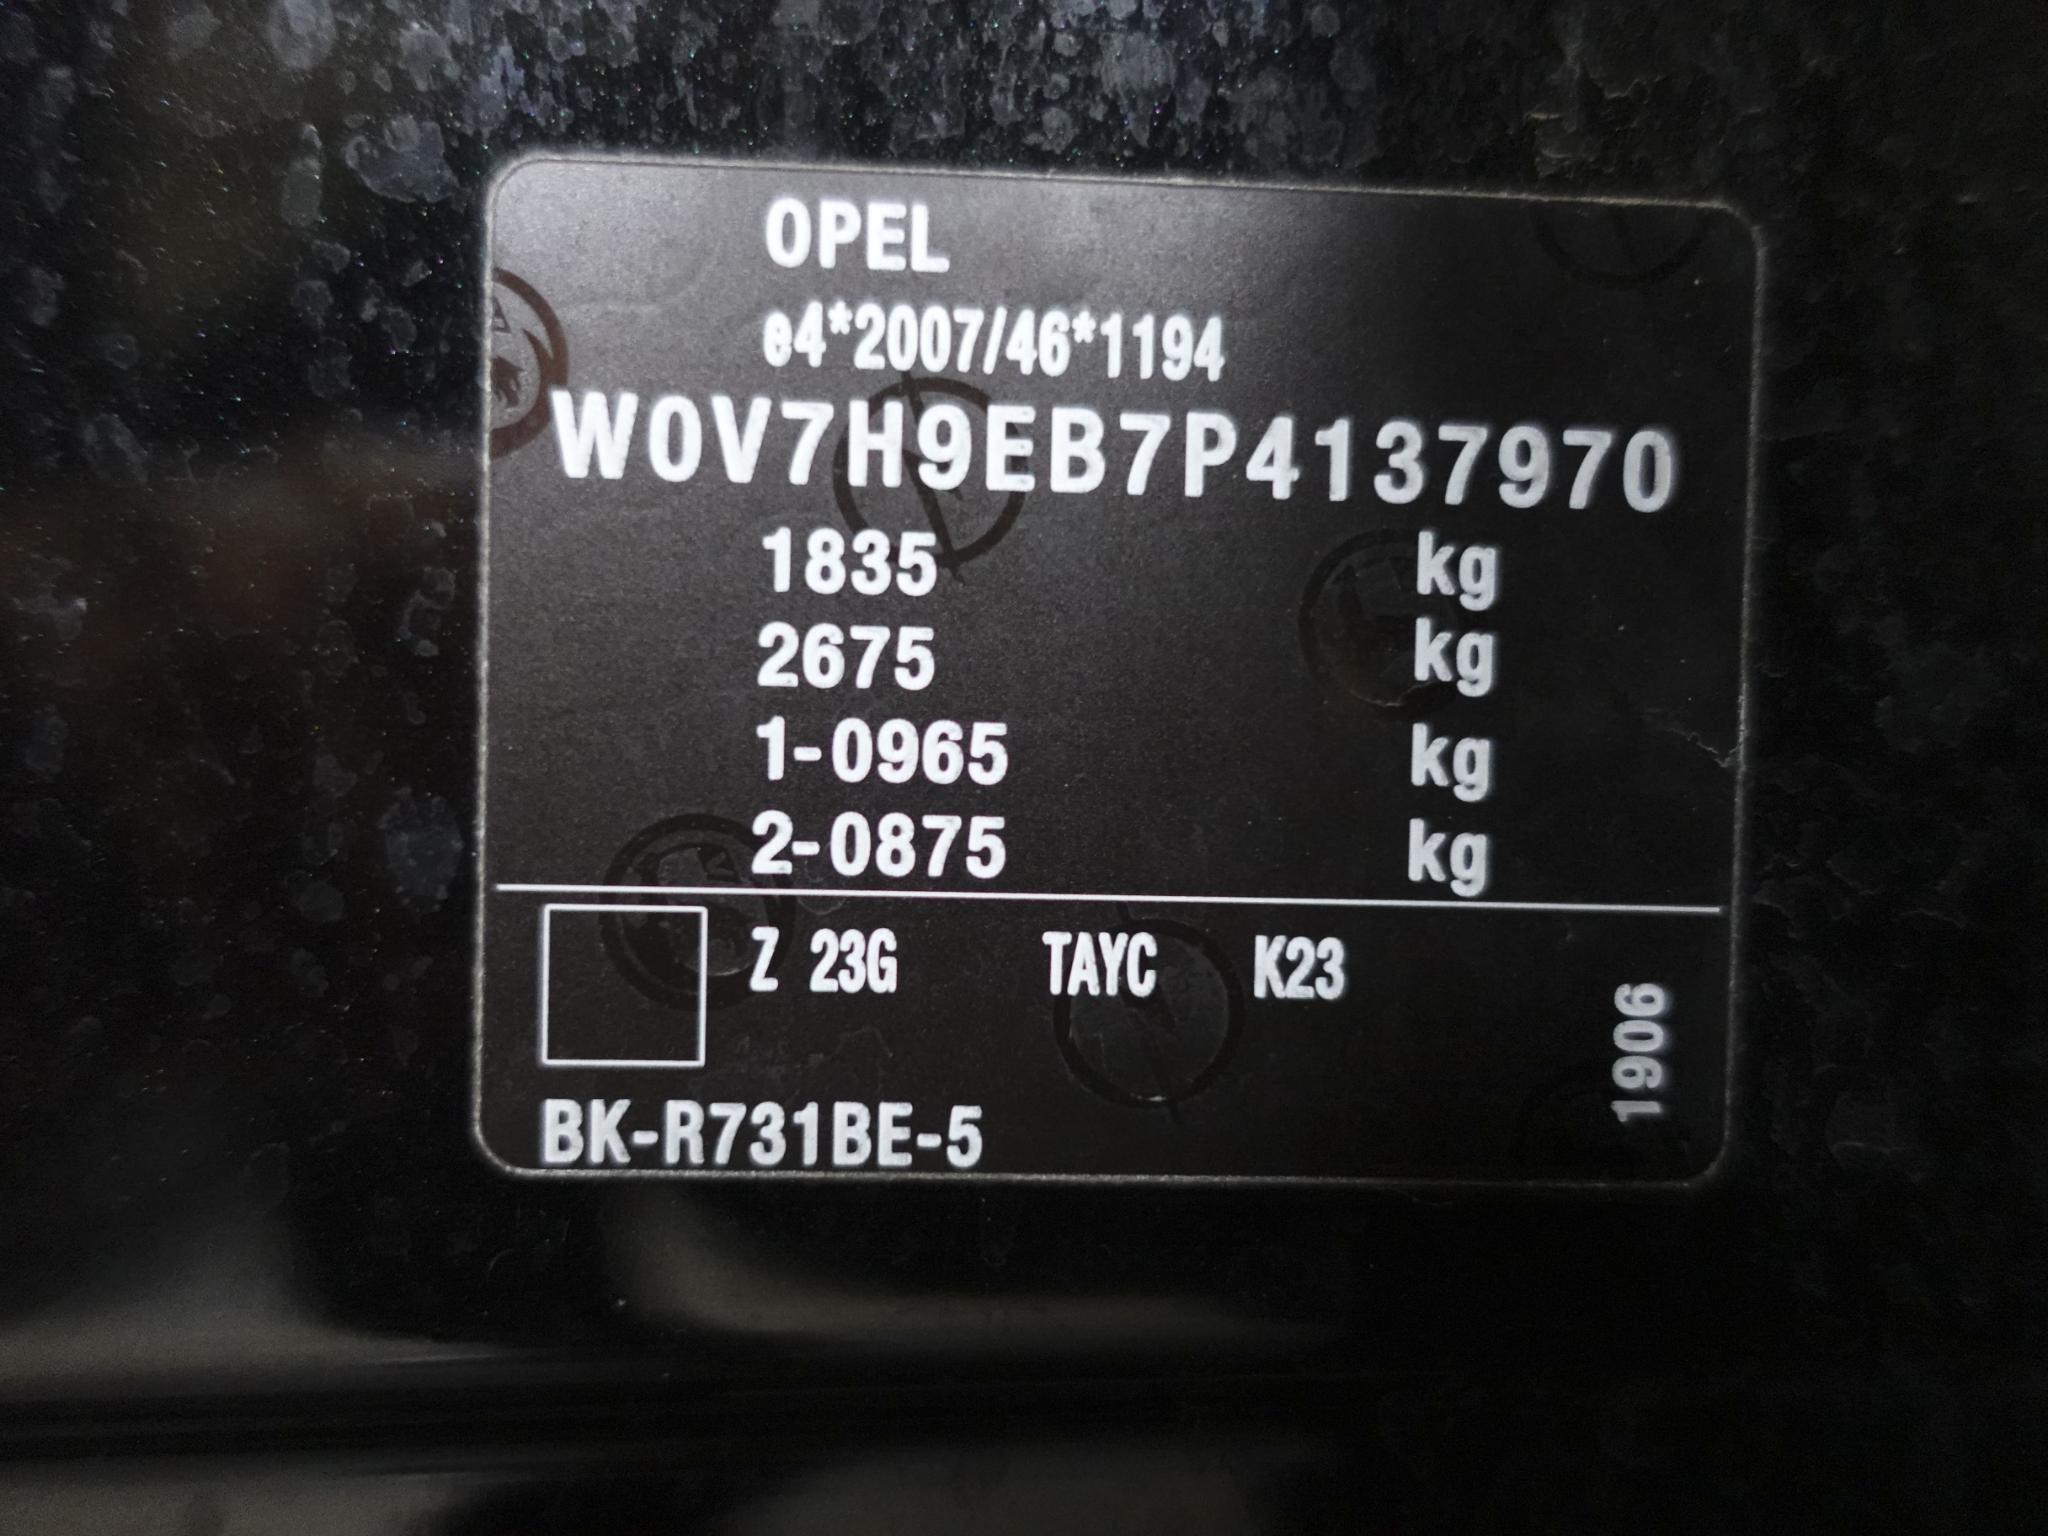 OPEL
e4*2007/46*1194
W0V7H9EB7P4137970
1835 kg
2675 kg
1-0965 kg
2-0875 kg
Z 23G TAYC K23
1906
BK-R731BE-5